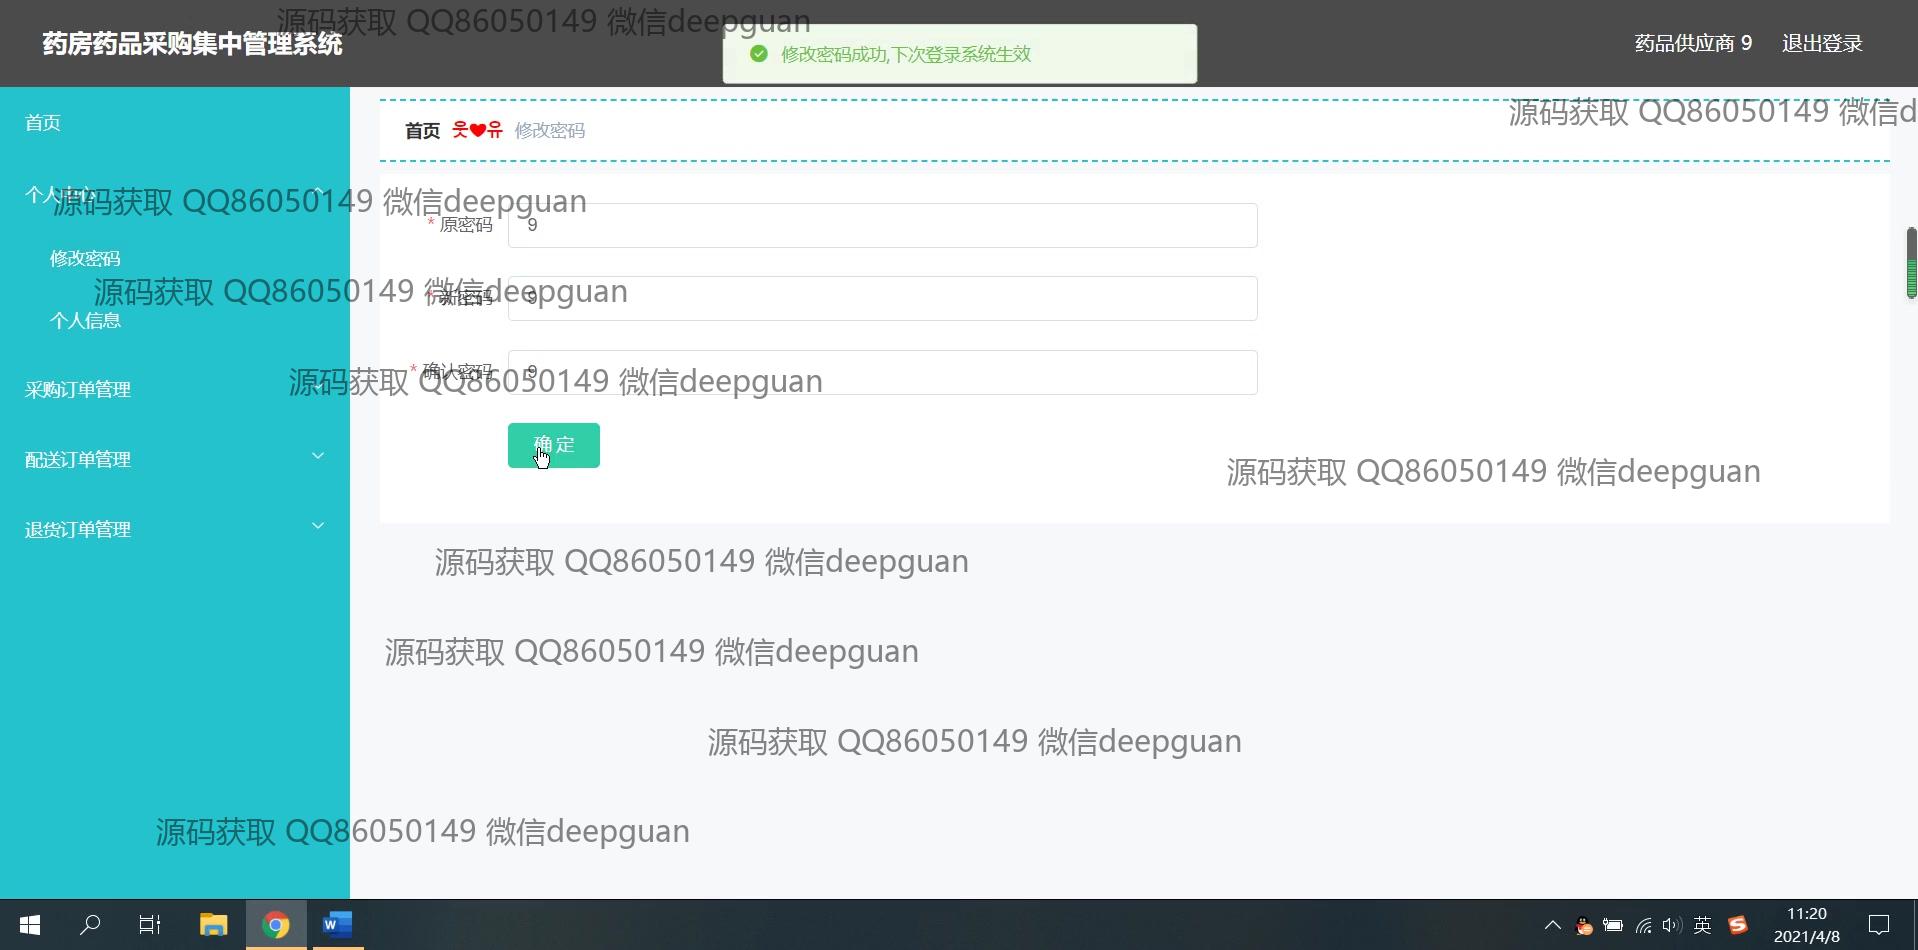 源码获取 QQ86050149 微信deepguan
药房药品采购集中管理系统
修改密码成功,下次登录系统生效
药品供应商 9 退出登录
首页
首页 웃❤유 修改密码
源码获取 QQ86050149 微信d
个人中心
源码获取 QQ86050149 微信deepguan
* 原密码 9
修改密码
源码获取 QQ86050149 微信deepguan
* 新密码 9
个人信息
* 确认密码 9
源码获取 QQ86050149 微信deepguan
采购订单管理
确定
配送订单管理
源码获取 QQ86050149 微信deepguan
退货订单管理
源码获取 QQ86050149 微信deepguan
源码获取 QQ86050149 微信deepguan
源码获取 QQ86050149 微信deepguan
源码获取 QQ86050149 微信deepguan
英
11:20
2021/4/8